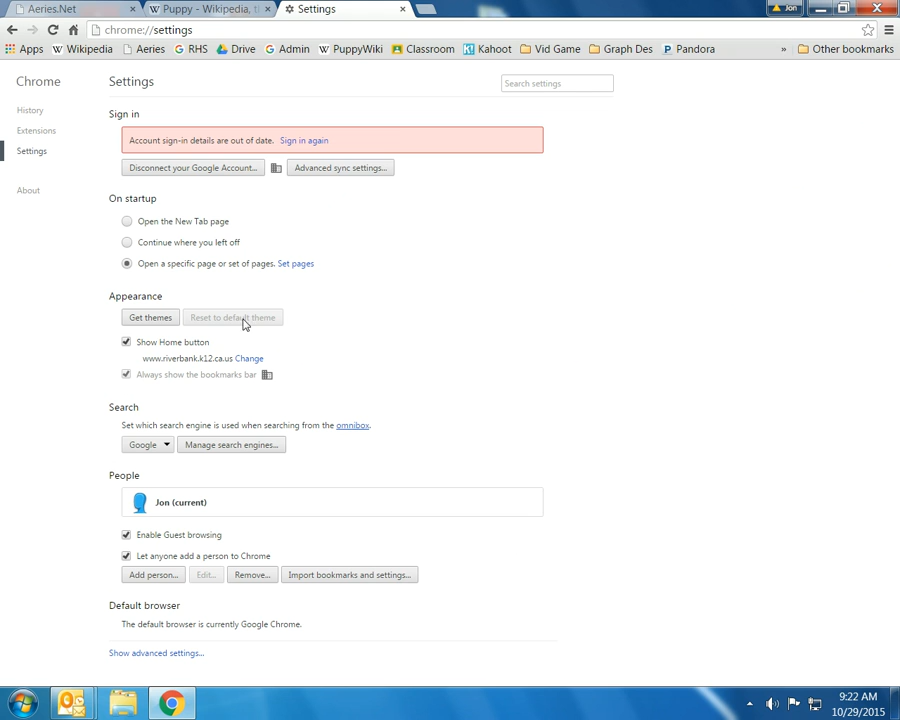 Aeries.Net
Puppy - Wikipedia, th
Settings
Jon
chrome://settings
Apps
Wikipedia
Aeries
RHS
Drive
Admin
PuppyWiki
Classroom
Kahoot
Vid Game
Graph Des
Pandora
»
Other bookmarks
Chrome
Settings
Search settings
History
Extensions
Settings
About
Sign in
Account sign-in details are out of date. Sign in again
Disconnect your Google Account...
Advanced sync settings...
On startup
Open the New Tab page
Continue where you left off
Open a specific page or set of pages. Set pages
Appearance
Get themes
Reset to default theme
Show Home button
www.riverbank.k12.ca.us Change
Always show the bookmarks bar
Search
Set which search engine is used when searching from the omnibox.
Google
Manage search engines...
People
Jon (current)
Enable Guest browsing
Let anyone add a person to Chrome
Add person...
Edit...
Remove...
Import bookmarks and settings...
Default browser
The default browser is currently Google Chrome.
Show advanced settings...
9:22 AM
10/29/2015